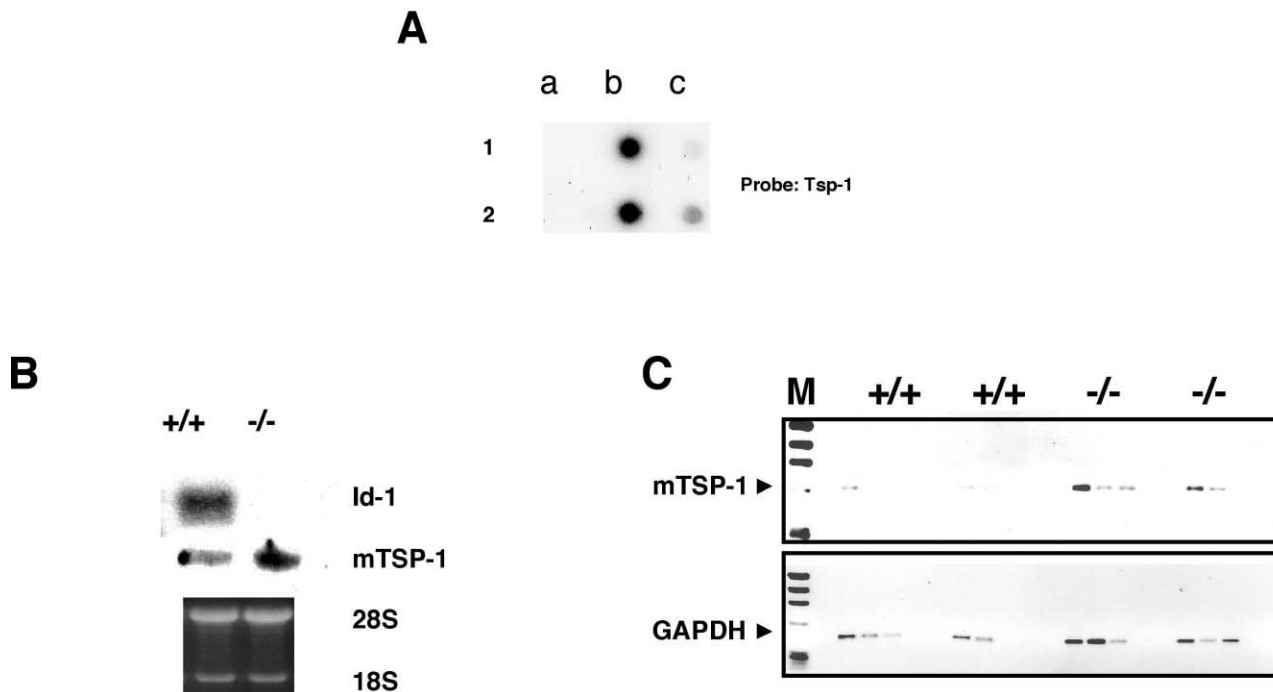 A
a b c
1
Probe: Tsp-1
2
B
+/+ -/-
Id-1
mTSP-1
28S
18S
C
M +/+ +/+ -/- -/-
mTSP-1
GAPDH